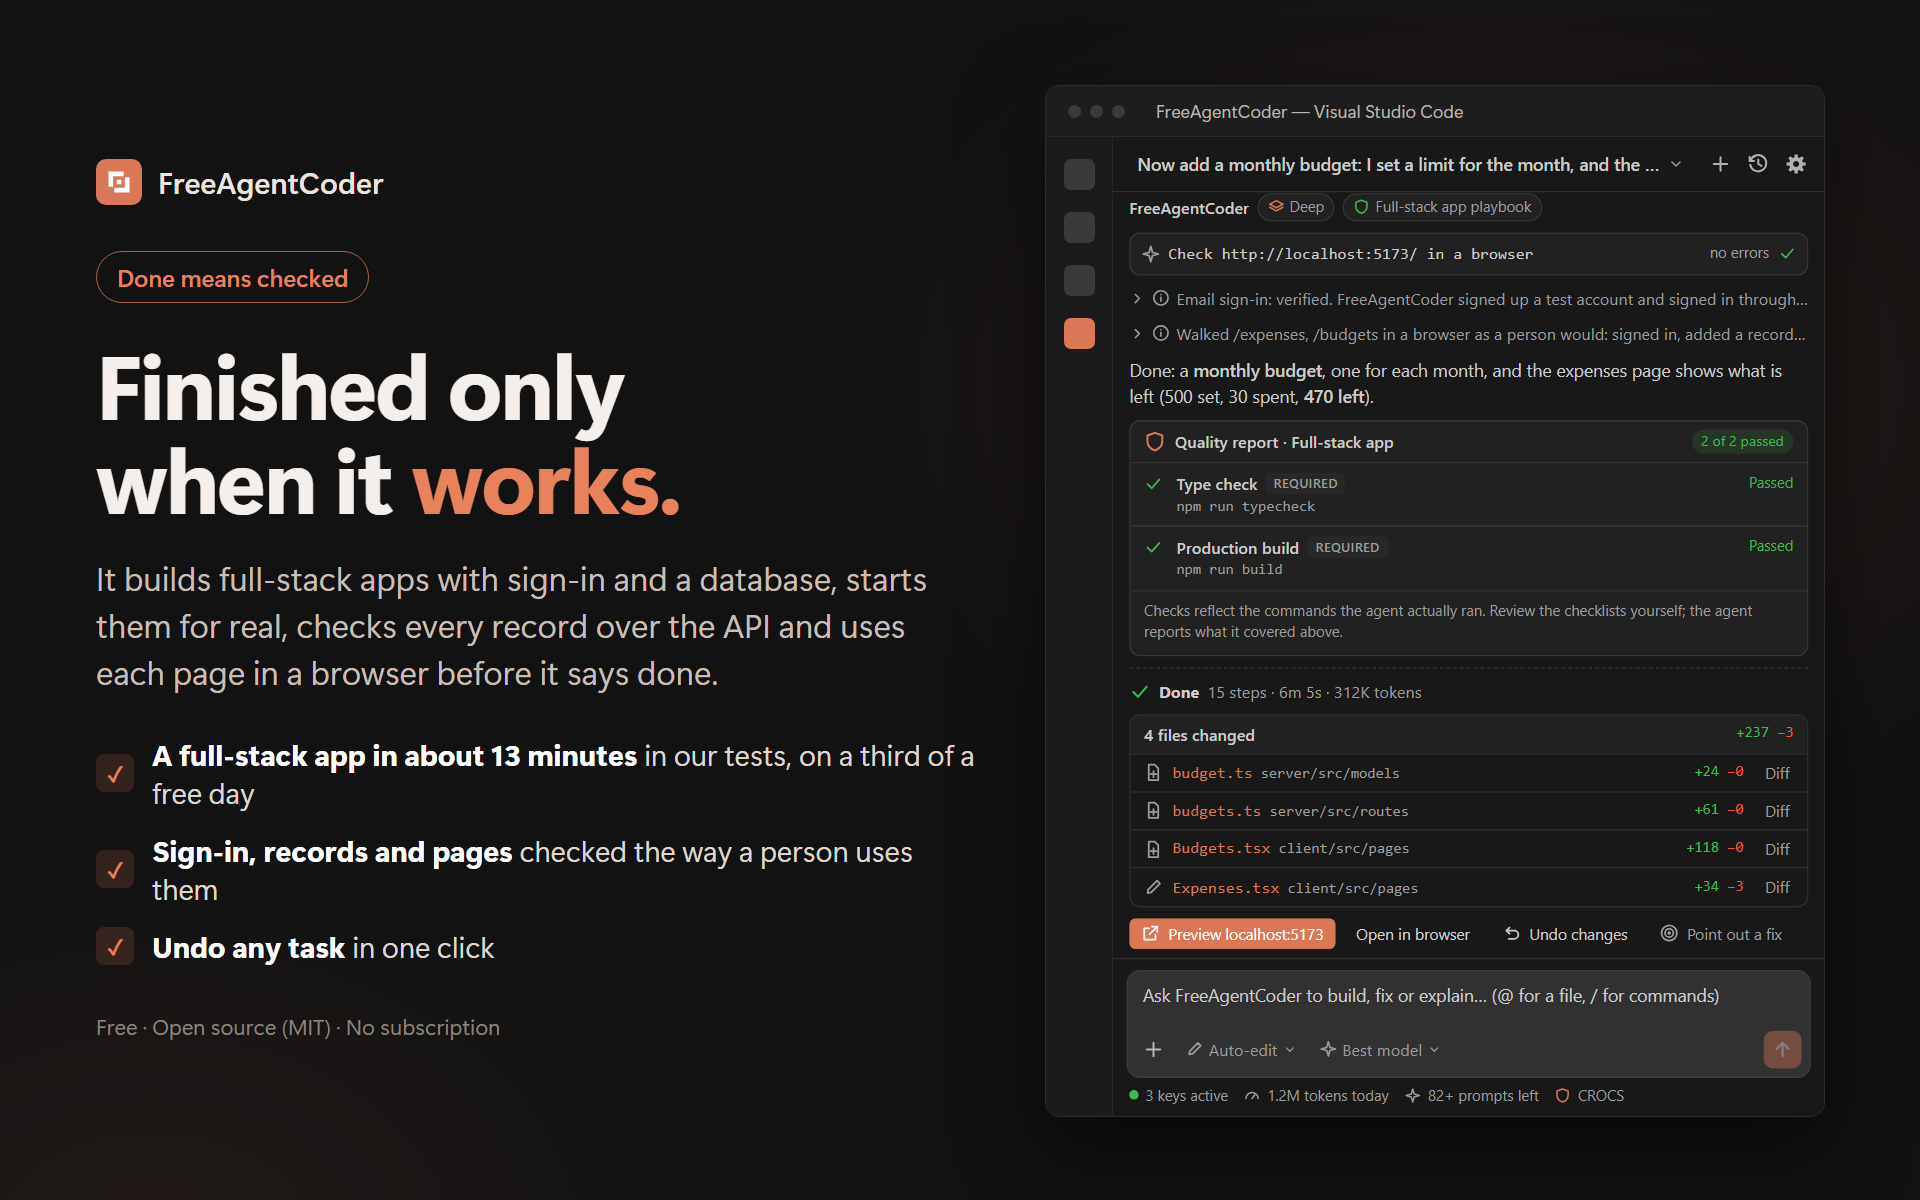 FreeAgentCoder
Done means checked
Finished only
when it works.
It builds full-stack apps with sign-in and a database, starts
them for real, checks every record over the API and uses
each page in a browser before it says done.
✓ A full-stack app in about 13 minutes in our tests, on a third of a
free day
✓ Sign-in, records and pages checked the way a person uses
them
✓ Undo any task in one click
Free · Open source (MIT) · No subscription
FreeAgentCoder — Visual Studio Code
Now add a monthly budget: I set a limit for the month, and the ...
FreeAgentCoder Deep Full-stack app playbook
Check http://localhost:5173/ in a browser no errors
Email sign-in: verified. FreeAgentCoder signed up a test account and signed in through...
Walked /expenses, /budgets in a browser as a person would: signed in, added a record...
Done: a monthly budget, one for each month, and the expenses page shows what is
left (500 set, 30 spent, 470 left).
Quality report · Full-stack app 2 of 2 passed
Type check REQUIRED Passed
npm run typecheck
Production build REQUIRED Passed
npm run build
Checks reflect the commands the agent actually ran. Review the checklists yourself; the agent
reports what it covered above.
Done 15 steps · 6m 5s · 312K tokens
4 files changed +237 −3
budget.ts server/src/models +24 −0 Diff
budgets.ts server/src/routes +61 −0 Diff
Budgets.tsx client/src/pages +118 −0 Diff
Expenses.tsx client/src/pages +34 −3 Diff
Preview localhost:5173 Open in browser Undo changes Point out a fix
Ask FreeAgentCoder to build, fix or explain... (@ for a file, / for commands)
Auto-edit Best model
3 keys active 1.2M tokens today 82+ prompts left CROCS